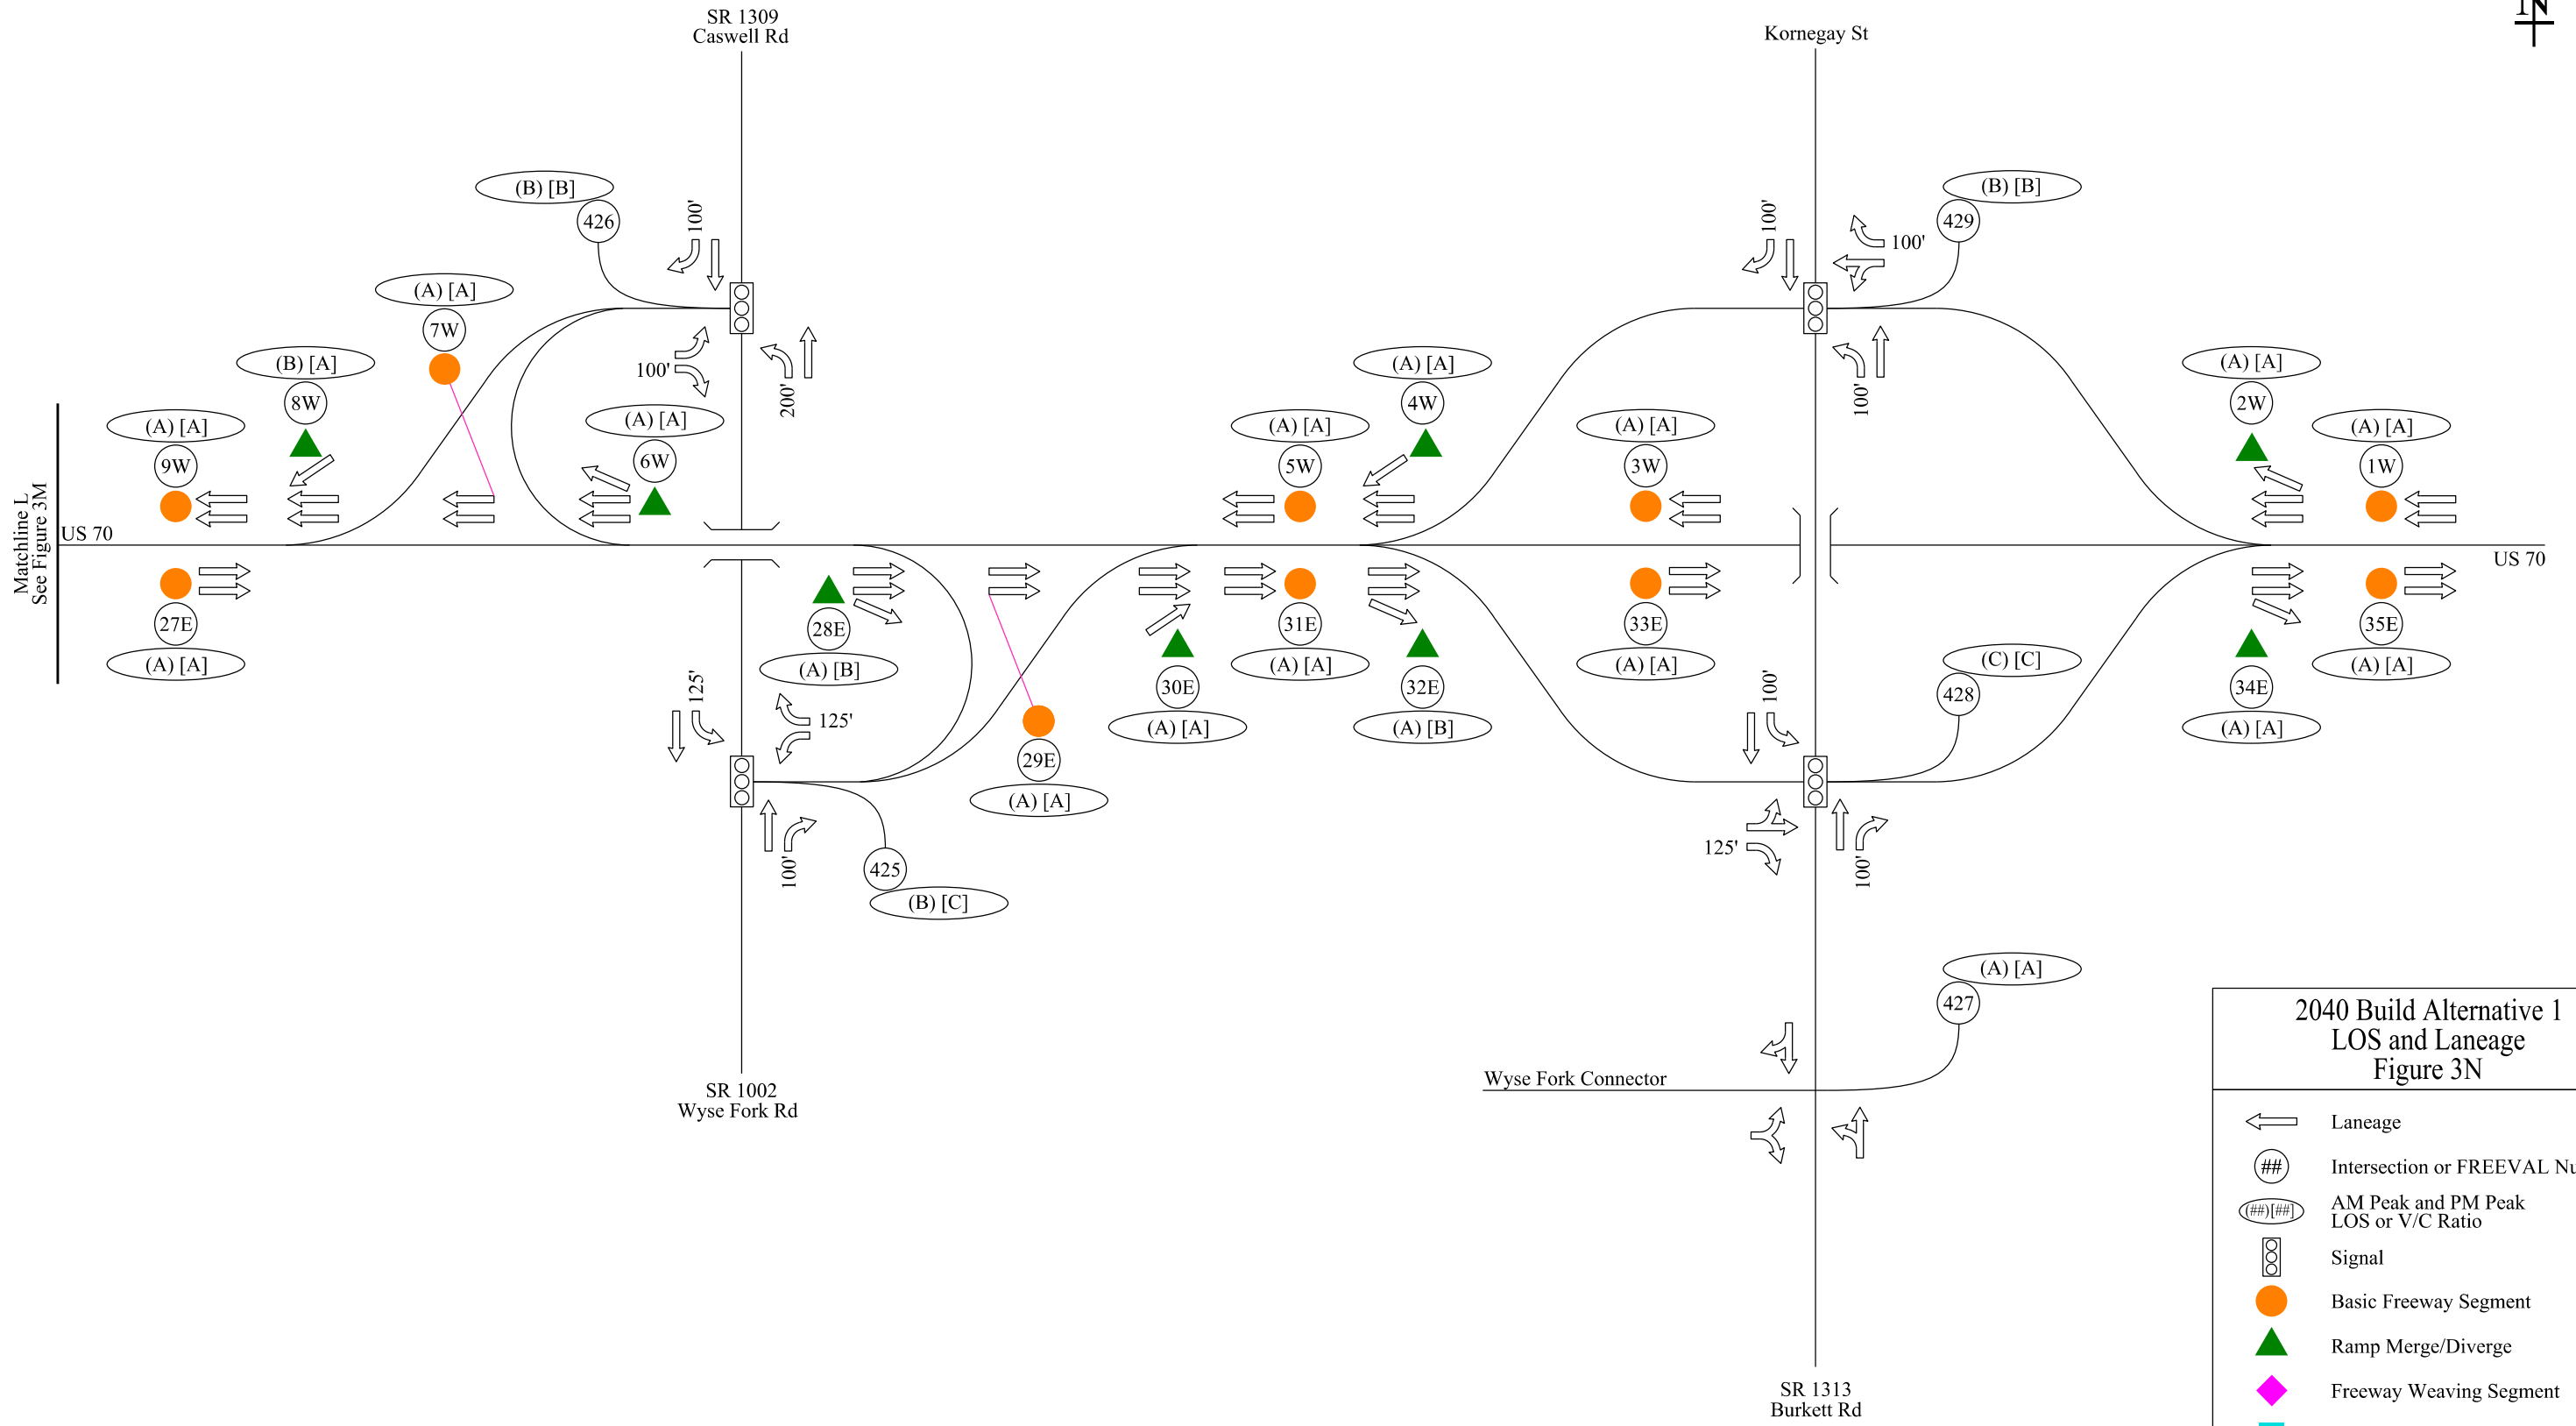 N
SR 1309
Caswell Rd
Kornegay St
(B) [B]
426
100'
100'
(B) [B]
429
100'
(A) [A]
7W
(B) [A]
8W
100'
200'
(A) [A]
6W
(A) [A]
4W
100'
(A) [A]
2W
(A) [A]
9W
(A) [A]
5W
(A) [A]
3W
(A) [A]
1W
Matchline L
See Figure 3M
US 70
US 70
27E
(A) [A]
28E
(A) [B]
31E
(A) [A]
33E
(A) [A]
35E
(A) [A]
30E
(A) [A]
32E
(A) [B]
34E
(A) [A]
(C) [C]
428
125'
125'
100'
29E
(A) [A]
100'
425
(B) [C]
125'
100'
(A) [A]
427
Wyse Fork Connector
SR 1002
Wyse Fork Rd
SR 1313
Burkett Rd
2040 Build Alternative 1
LOS and Laneage
Figure 3N
Laneage
##
Intersection or FREEVAL
(##)[##]
AM Peak and PM Peak
LOS or V/C Ratio
Signal
Basic Freeway Segment
Ramp Merge/Diverge
Freeway Weaving Segment